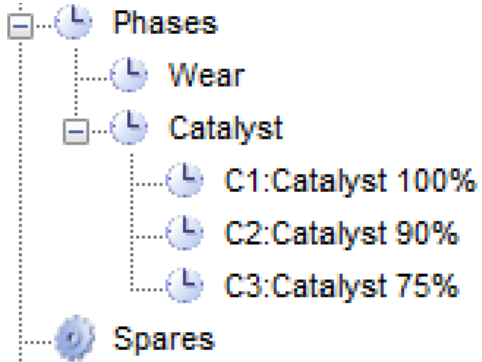 Phases
Wear
Catalyst
C1:Catalyst 100%
C2:Catalyst 90%
C3:Catalyst 75%
Spares